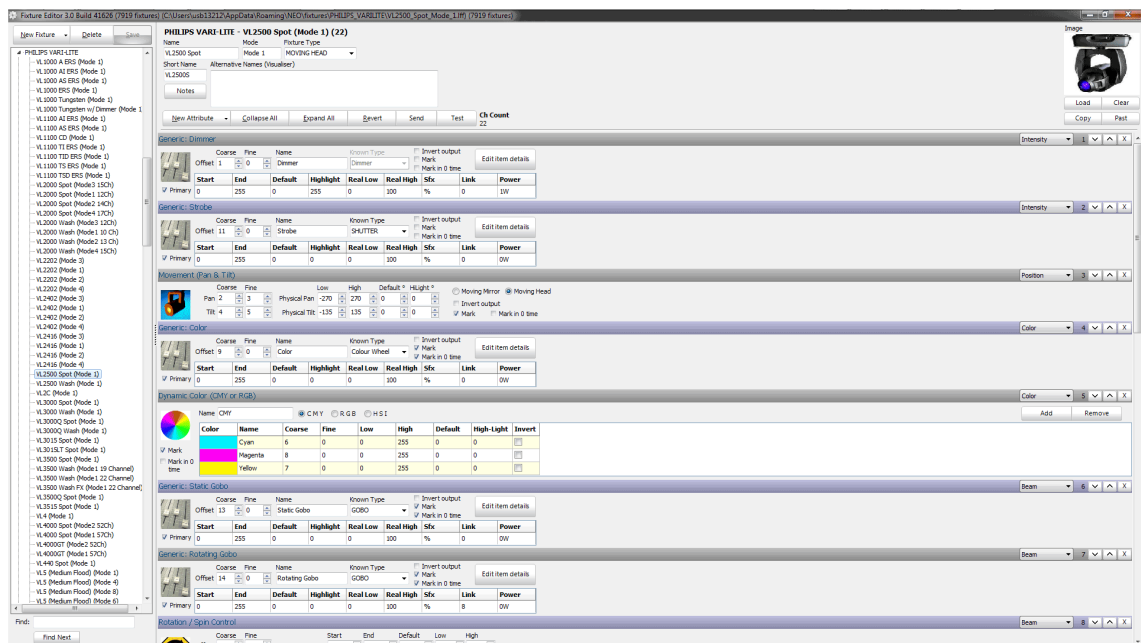 Fixture Editor 3.0 Build 41626 (7919 fixtures) (C:\Users\usb13212\AppData\Roaming\NEO\fixtures\PHILIPS_VARILITE\VL2500_Spot_Mode_1.lff) (7919 fixtures)
New Fixture Delete Save
PHILIPS VARI-LITE
VL1000 A ERS (Mode 1)
VL1000 AI ERS (Mode 1)
VL1000 AS ERS (Mode 1)
VL1000 ERS (Mode 1)
VL1000 Tungsten (Mode 1)
VL1000 Tungsten w/ Dimmer (Mode 1
VL1100 AI ERS (Mode 1)
VL1100 AS ERS (Mode 1)
VL1100 CD (Mode 1)
VL1100 TI ERS (Mode 1)
VL1100 TID ERS (Mode 1)
VL1100 TS ERS (Mode 1)
VL1100 TSD ERS (Mode 1)
VL2000 Spot (Mode3 15Ch)
VL2000 Spot (Mode1 12Ch)
VL2000 Spot (Mode2 14Ch)
VL2000 Spot (Mode4 17Ch)
VL2000 Wash (Mode3 12Ch)
VL2000 Wash (Mode1 10 Ch)
VL2000 Wash (Mode2 13 Ch)
VL2000 Wash (Mode4 15Ch)
VL2202 (Mode 3)
VL2202 (Mode 1)
VL2202 (Mode 2)
VL2202 (Mode 4)
VL2402 (Mode 3)
VL2402 (Mode 1)
VL2402 (Mode 2)
VL2402 (Mode 4)
VL2416 (Mode 3)
VL2416 (Mode 1)
VL2416 (Mode 2)
VL2416 (Mode 4)
VL2500 Spot (Mode 1)
VL2500 Wash (Mode 1)
VL2C (Mode 1)
VL3000 Spot (Mode 1)
VL3000 Wash (Mode 1)
VL3000Q Spot (Mode 1)
VL3000Q Wash (Mode 1)
VL3015 Spot (Mode 1)
VL3015LT Spot (Mode 1)
VL3500 Spot (Mode 1)
VL3500 Wash (Mode1 19 Channel)
VL3500 Wash (Mode1 22 Channel)
VL3500 Wash FX (Mode1 22 Channel)
VL3500Q Spot (Mode 1)
VL3515 Spot (Mode 1)
VL4 (Mode 1)
VL4000 Spot (Mode2 52Ch)
VL4000 Spot (Mode1 57Ch)
VL4000GT (Mode2 52Ch)
VL4000GT (Mode1 57Ch)
VL440 Spot (Mode 1)
VL5 (Medium Flood) (Mode 1)
VL5 (Medium Flood) (Mode 4)
VL5 (Medium Flood) (Mode 8)
VL5 (Medium Flood) (Mode 6)
Find:
Find Next
PHILIPS VARI-LITE - VL2500 Spot (Mode 1) (22)
Name Mode Fixture Type
VL2500 Spot Mode 1 MOVING HEAD
Short Name Alternative Names (Visualiser)
VL2500S
Notes
New Attribute Collapse All Expand All Revert Send Test Ch Count
22
Image
Load Clear
Copy Past
Generic: Dimmer Intensity 1 X
Coarse Fine Name Known Type Invert output
Offset 1 0 Dimmer Dimmer Mark Edit item details
Mark in 0 time
Start End Default Highlight Real Low Real High Sfx Link Power
Primary 0 255 0 255 0 100 % 0 1W
Generic: Strobe Intensity 2 X
Coarse Fine Name Known Type Invert output
Offset 11 0 Strobe SHUTTER Mark Edit item details
Mark in 0 time
Start End Default Highlight Real Low Real High Sfx Link Power
Primary 0 255 0 0 0 100 % 0 0W
Movement (Pan & Tilt) Position 3 X
Coarse Fine Low High Default ° HiLight °
Pan 2 3 Physical Pan -270 270 0 0 Moving Mirror Moving Head
Invert output
Tilt 4 5 Physical Tilt -135 135 0 0 Mark Mark in 0 time
Generic: Color Color 4 X
Coarse Fine Name Known Type Invert output
Offset 9 0 Color Colour Wheel Mark Edit item details
Mark in 0 time
Start End Default Highlight Real Low Real High Sfx Link Power
Primary 0 255 0 0 0 100 % 0 0W
Dynamic Color (CMY or RGB) Color 5 X
Name CMY CMY RGB HSI Add Remove
Color Name Coarse Fine Low High Default High-Light Invert
Cyan 6 0 0 255 0 0
Magenta 8 0 0 255 0 0
Yellow 7 0 0 255 0 0
Mark
Mark in 0
time
Generic: Static Gobo Beam 6 X
Coarse Fine Name Known Type Invert output
Offset 13 0 Static Gobo GOBO Mark Edit item details
Mark in 0 time
Start End Default Highlight Real Low Real High Sfx Link Power
Primary 0 255 0 0 0 100 % 0 0W
Generic: Rotating Gobo Beam 7 X
Coarse Fine Name Known Type Invert output
Offset 14 0 Rotating Gobo GOBO Mark Edit item details
Mark in 0 time
Start End Default Highlight Real Low Real High Sfx Link Power
Primary 0 255 0 0 0 100 % 8 0W
Rotation / Spin Control Beam 8 X
Coarse Fine Start End Default Low High